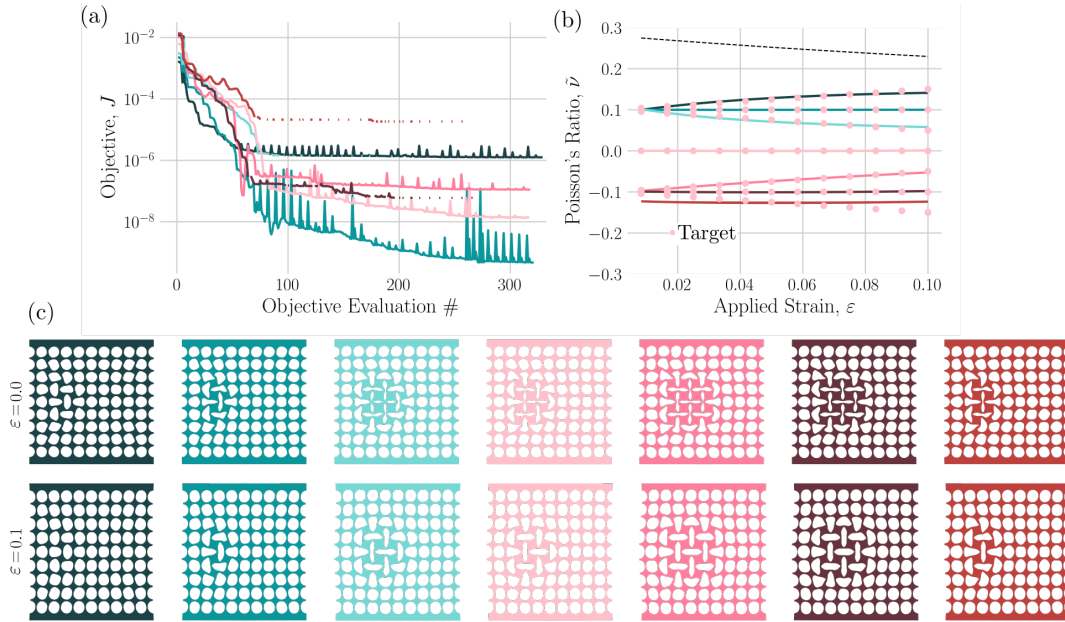 (a)
10⁻²
10⁻⁴
10⁻⁶
10⁻⁸
Objective, J
0
100
200
300
Objective Evaluation #
(b)
0.3
0.2
0.1
0.0
−0.1
−0.2
−0.3
Poisson's Ratio, ν̃
Target
0.02
0.04
0.06
0.08
0.10
Applied Strain, ε
(c)
ε=0.0
ε=0.1